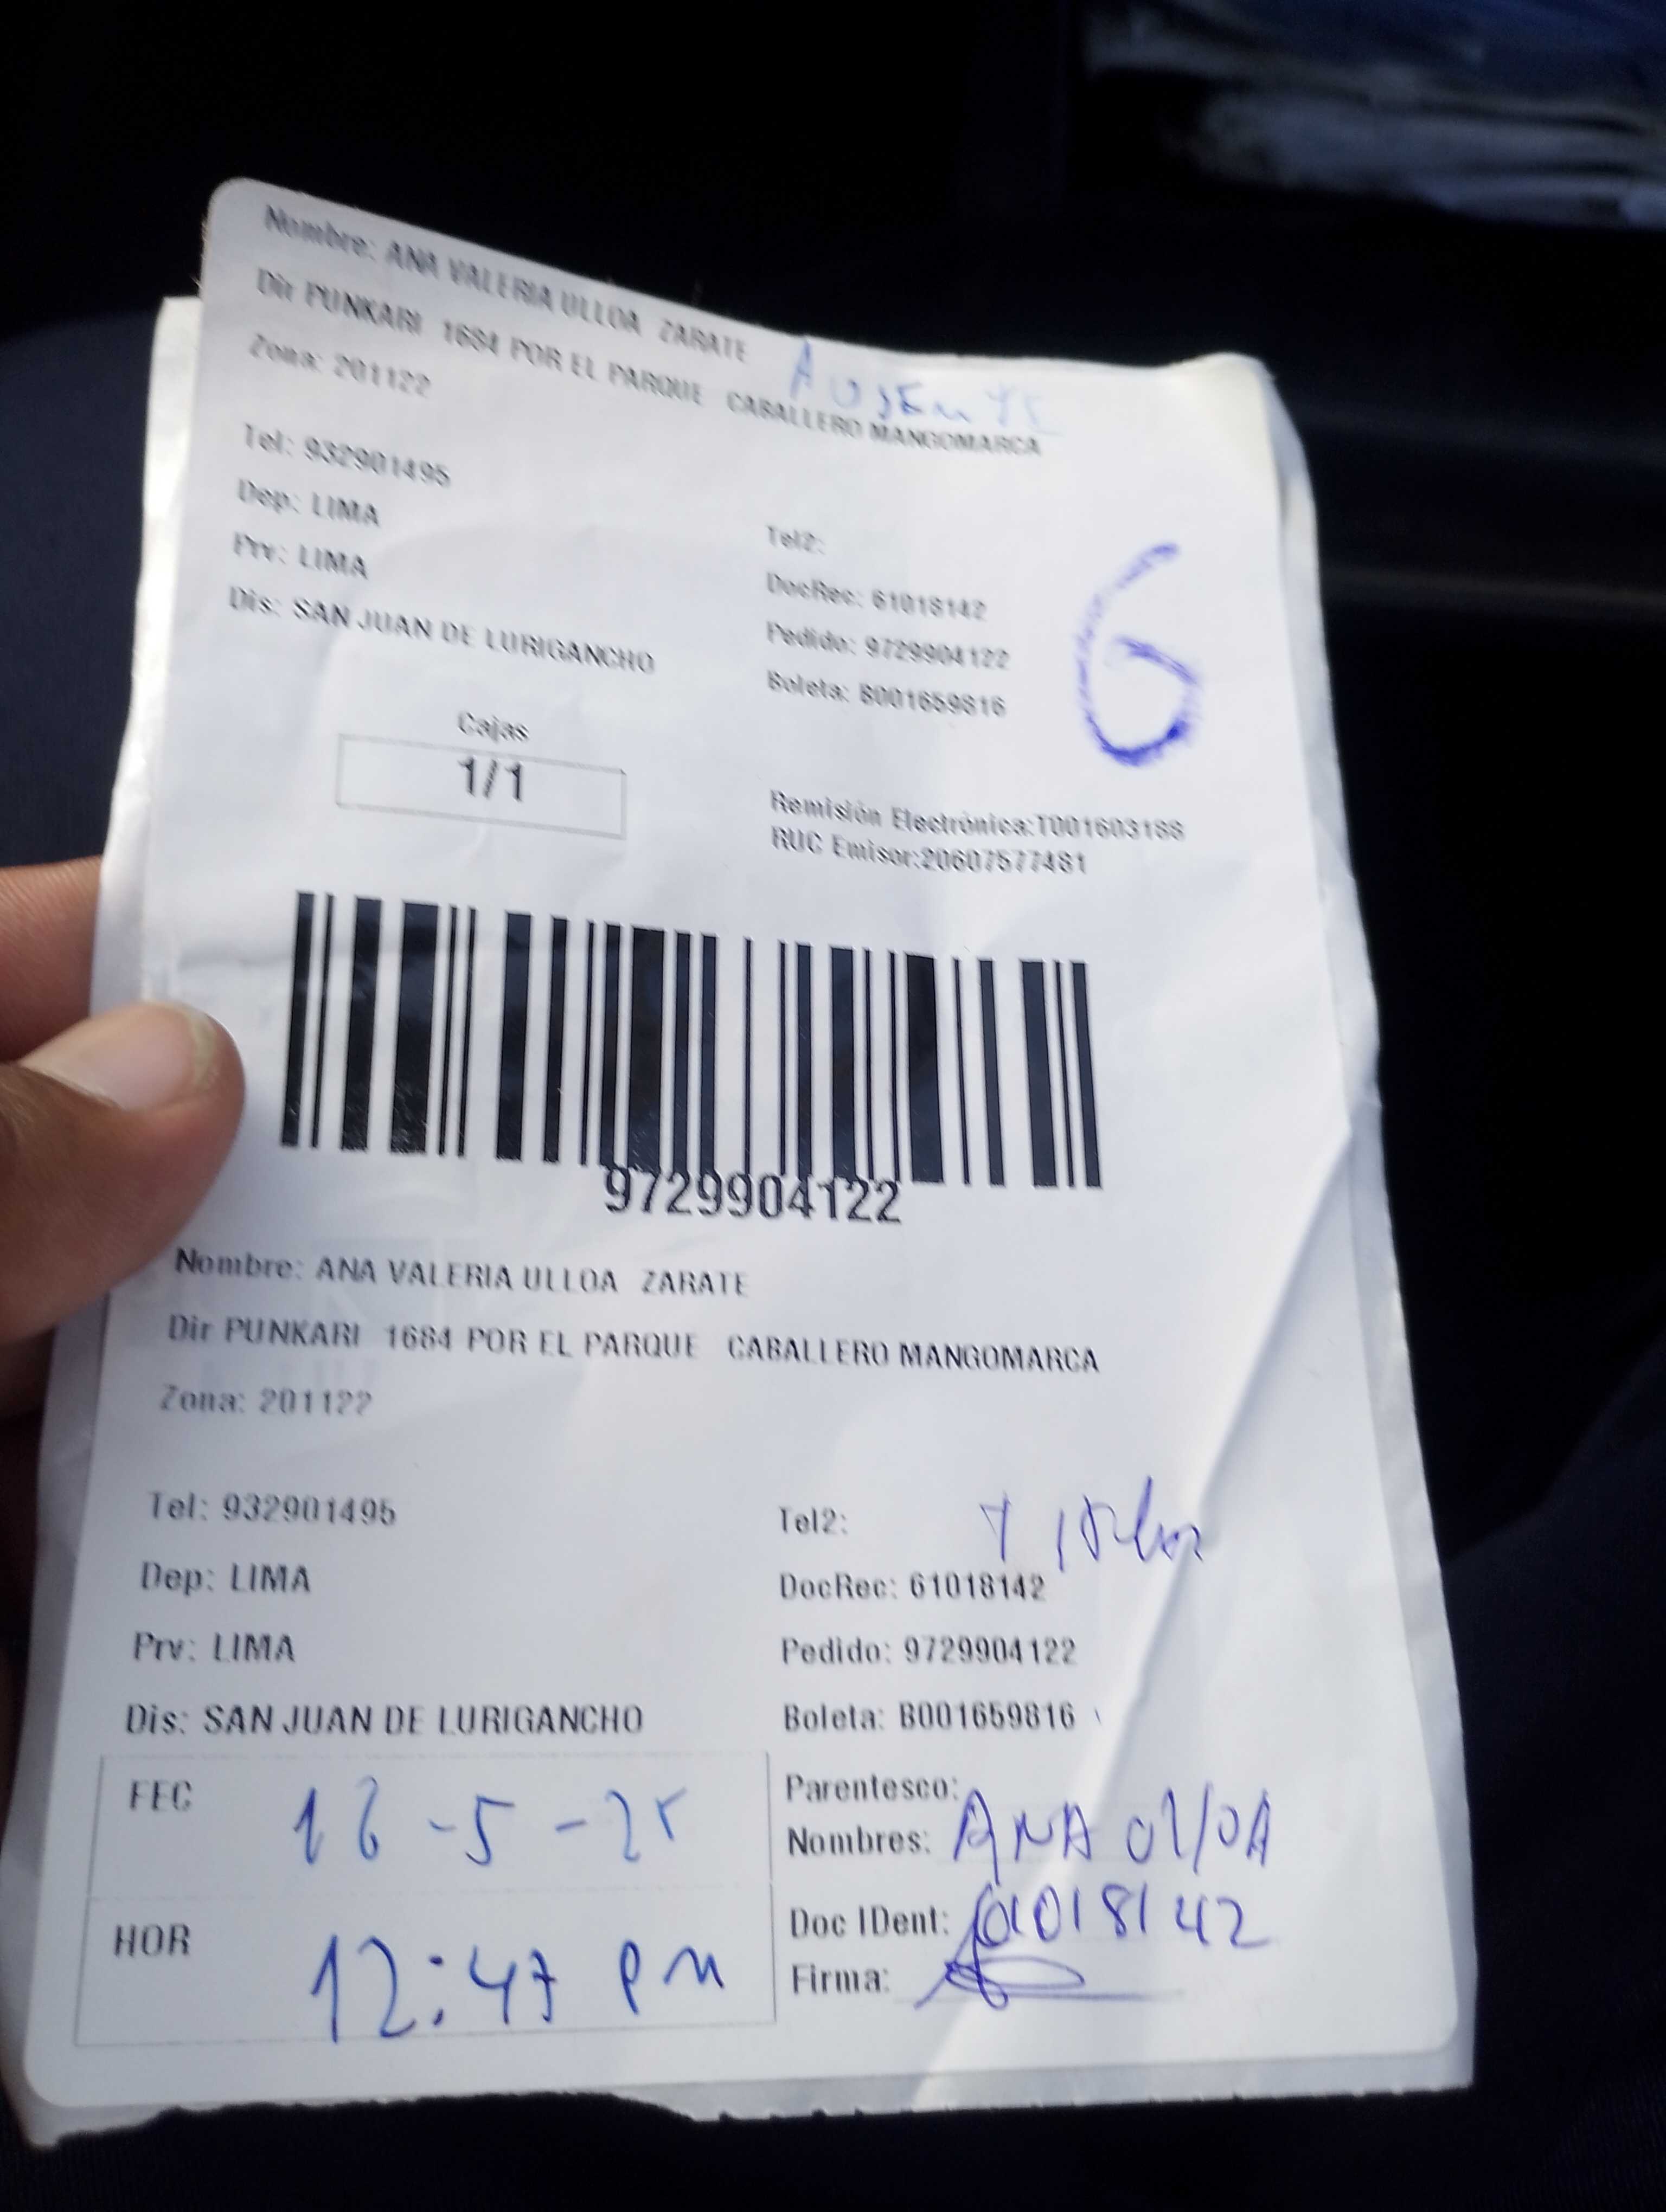 Nombre: ANA VALERIA ULLOA ZARATE
AUSENTE
Dir PUNKARI 1684 POR EL PARQUE CABALLERO MANGOMARCA
Zona: 201122
Tel: 932901495
Tel2:
Dep: LIMA
DocRec: 61018142
Prv: LIMA
Pedido: 9729904122
Dis: SAN JUAN DE LURIGANCHO
Boleta: B001659816
6
Cajas
1/1
Remisión Electrónica:T001603188
RUC Emisor:20607577481
9729904122
Nombre: ANA VALERIA ULLOA ZARATE
Dir PUNKARI 1684 POR EL PARQUE CABALLERO MANGOMARCA
Zona: 201122
Tel: 932901495
Tel2:
Dep: LIMA
DocRec: 61018142
Prv: LIMA
Pedido: 9729904122
Dis: SAN JUAN DE LURIGANCHO
Boleta: B001659816
FEC
Parentesco:
Nombres: ANA
HOR 12:47 PM
Doc IDent: 61018142
Firma: